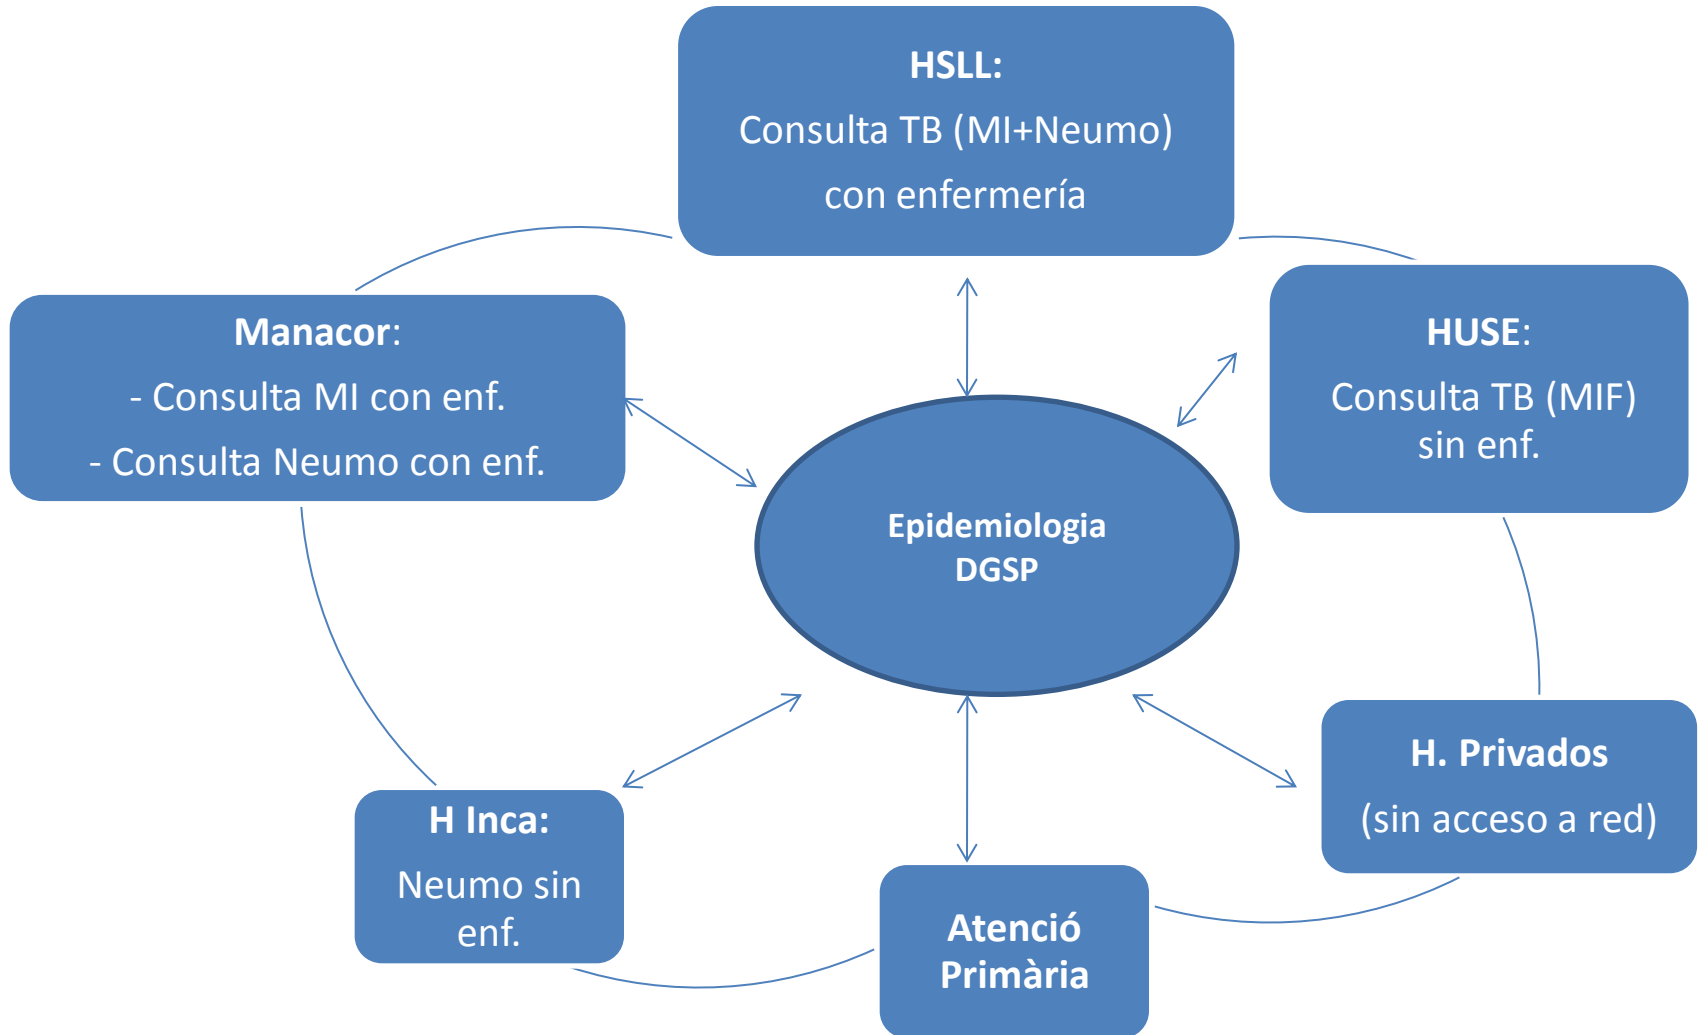 HSLL:
Consulta TB (MI+Neumo)
con enfermería
Manacor:
- Consulta MI con enf.
- Consulta Neumo con enf.
HUSE:
Consulta TB (MIF)
sin enf.
Epidemiologia
DGSP
H. Privados
(sin acceso a red)
H Inca:
Neumo sin
enf.
Atenció
Primària